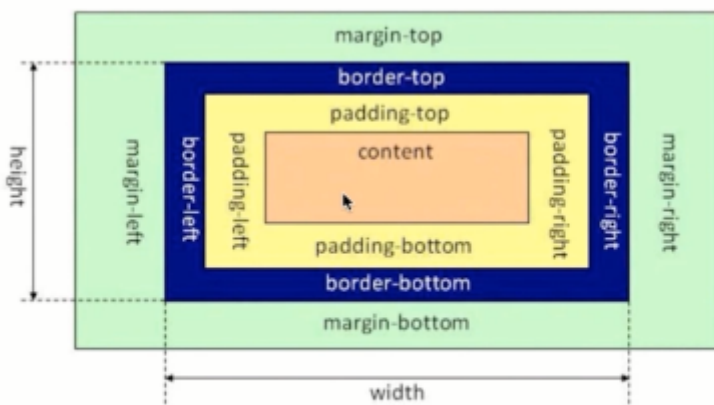 margin-top
border-top
padding-top
content
height
margin-left
border-left
padding-left
padding-right
border-right
margin-right
padding-bottom
border-bottom
margin-bottom
width